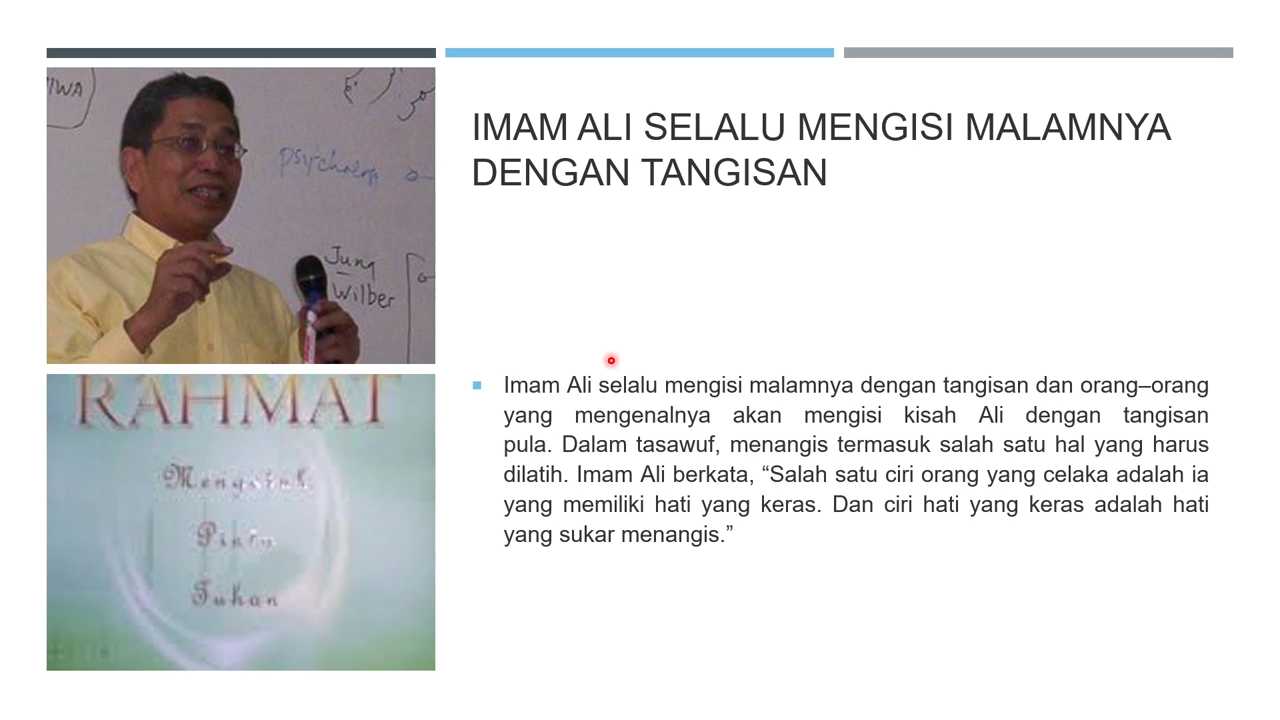 IWA
psycholog
Jung
Wilber
RAHMAT
Mengetuk
Pintu
Tuhan
IMAM ALI SELALU MENGISI MALAMNYA
DENGAN TANGISAN
Imam Ali selalu mengisi malamnya dengan tangisan dan orang–orang
yang mengenalnya akan mengisi kisah Ali dengan tangisan
pula. Dalam tasawuf, menangis termasuk salah satu hal yang harus
dilatih. Imam Ali berkata, “Salah satu ciri orang yang celaka adalah ia
yang memiliki hati yang keras. Dan ciri hati yang keras adalah hati
yang sukar menangis.”